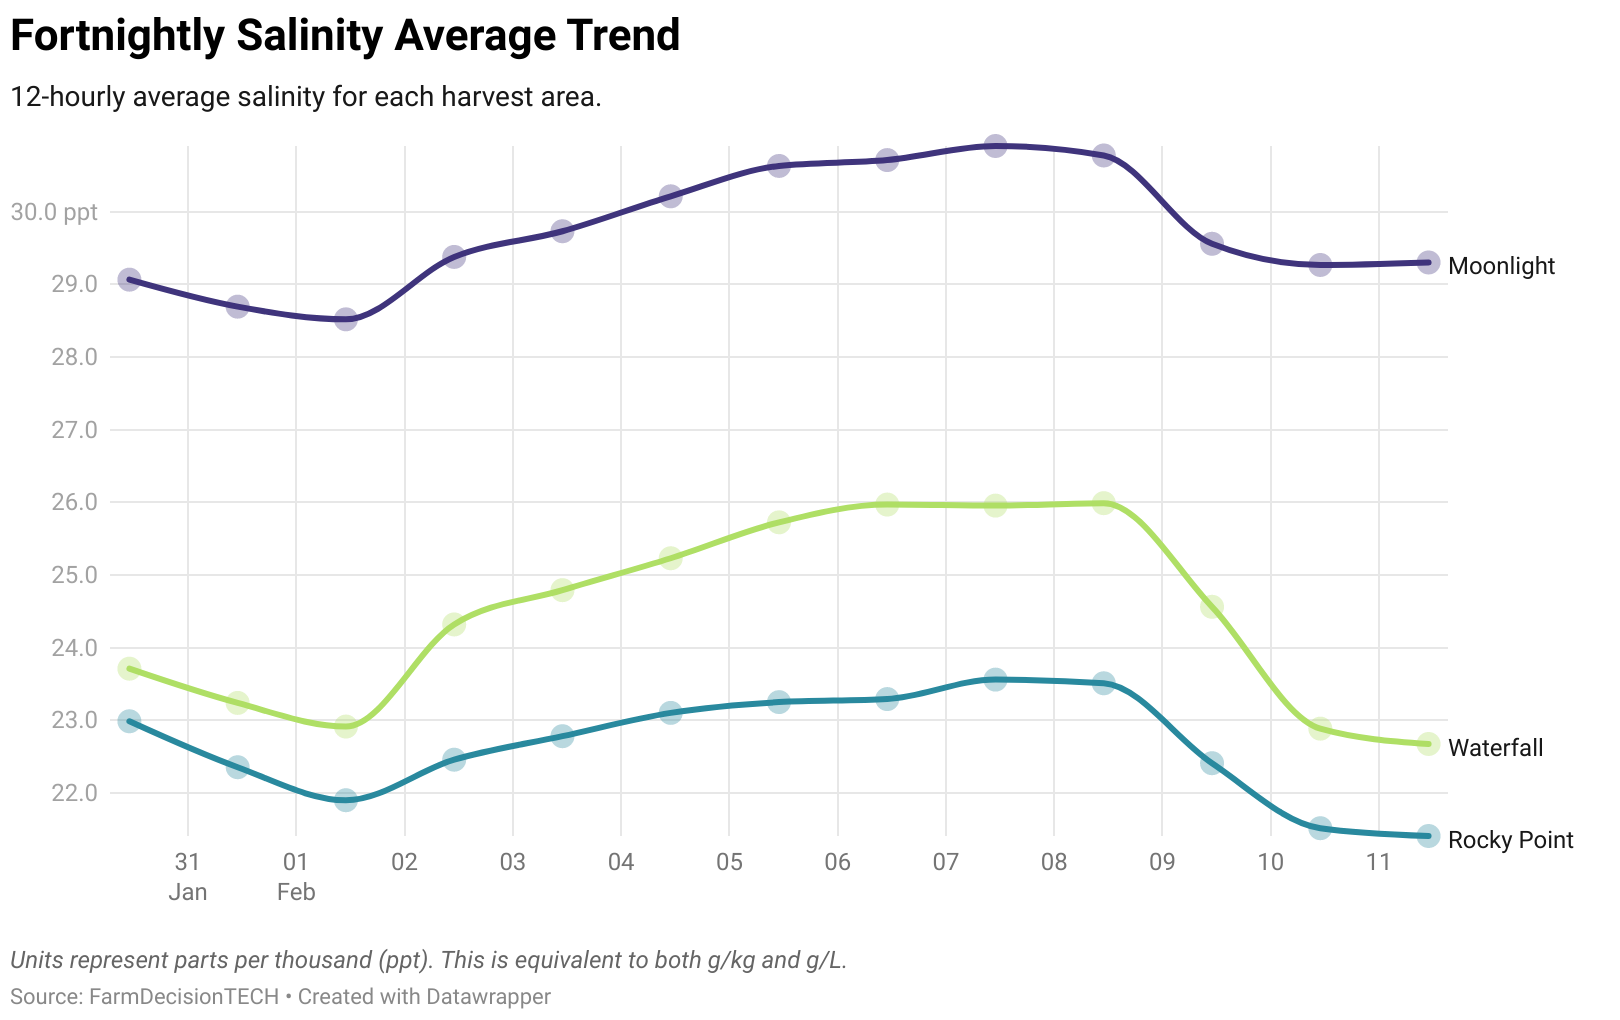 Fortnightly Salinity Average Trend
12-hourly average salinity for each harvest area.
30.0 ppt
29.0
28.0
27.0
26.0
25.0
24.0
23.0
22.0
Moonlight
Waterfall
Rocky Point
31 01 02 03 04 05 06 07 08 09 10 11
Jan Feb
Units represent parts per thousand (ppt). This is equivalent to both g/kg and g/L.
Source: FarmDecisionTECH • Created with Datawrapper